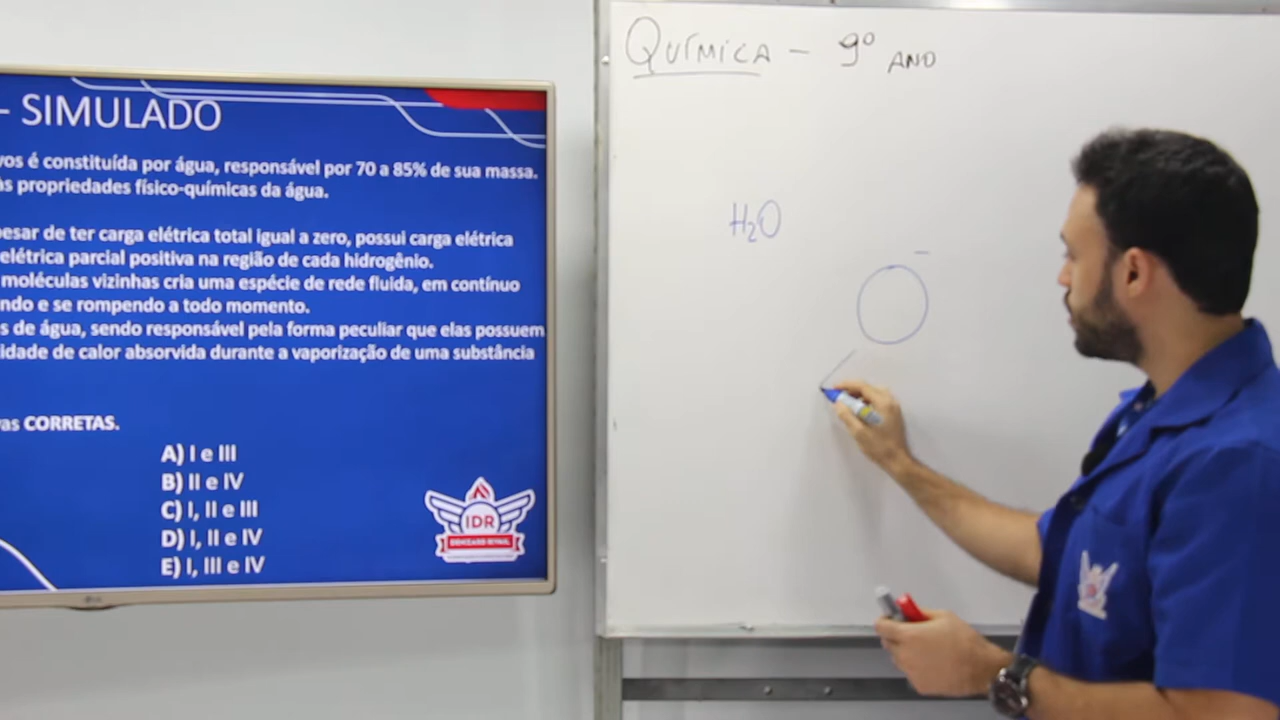 - SIMULADO
vos é constituída por água, responsável por 70 a 85% de sua massa.
às propriedades físico-químicas da água.
esar de ter carga elétrica total igual a zero, possui carga elétrica
elétrica parcial positiva na região de cada hidrogênio.
moléculas vizinhas cria uma espécie de rede fluida, em contínuo
ndo e se rompendo a todo momento.
s de água, sendo responsável pela forma peculiar que elas possuem
idade de calor absorvida durante a vaporização de uma substância
as CORRETAS.
A) I e III
B) II e IV
C) I, II e III
D) I, II e IV
E) I, III e IV
IDR
QUÍMICA - 9º ANO
H₂O
O -
LG